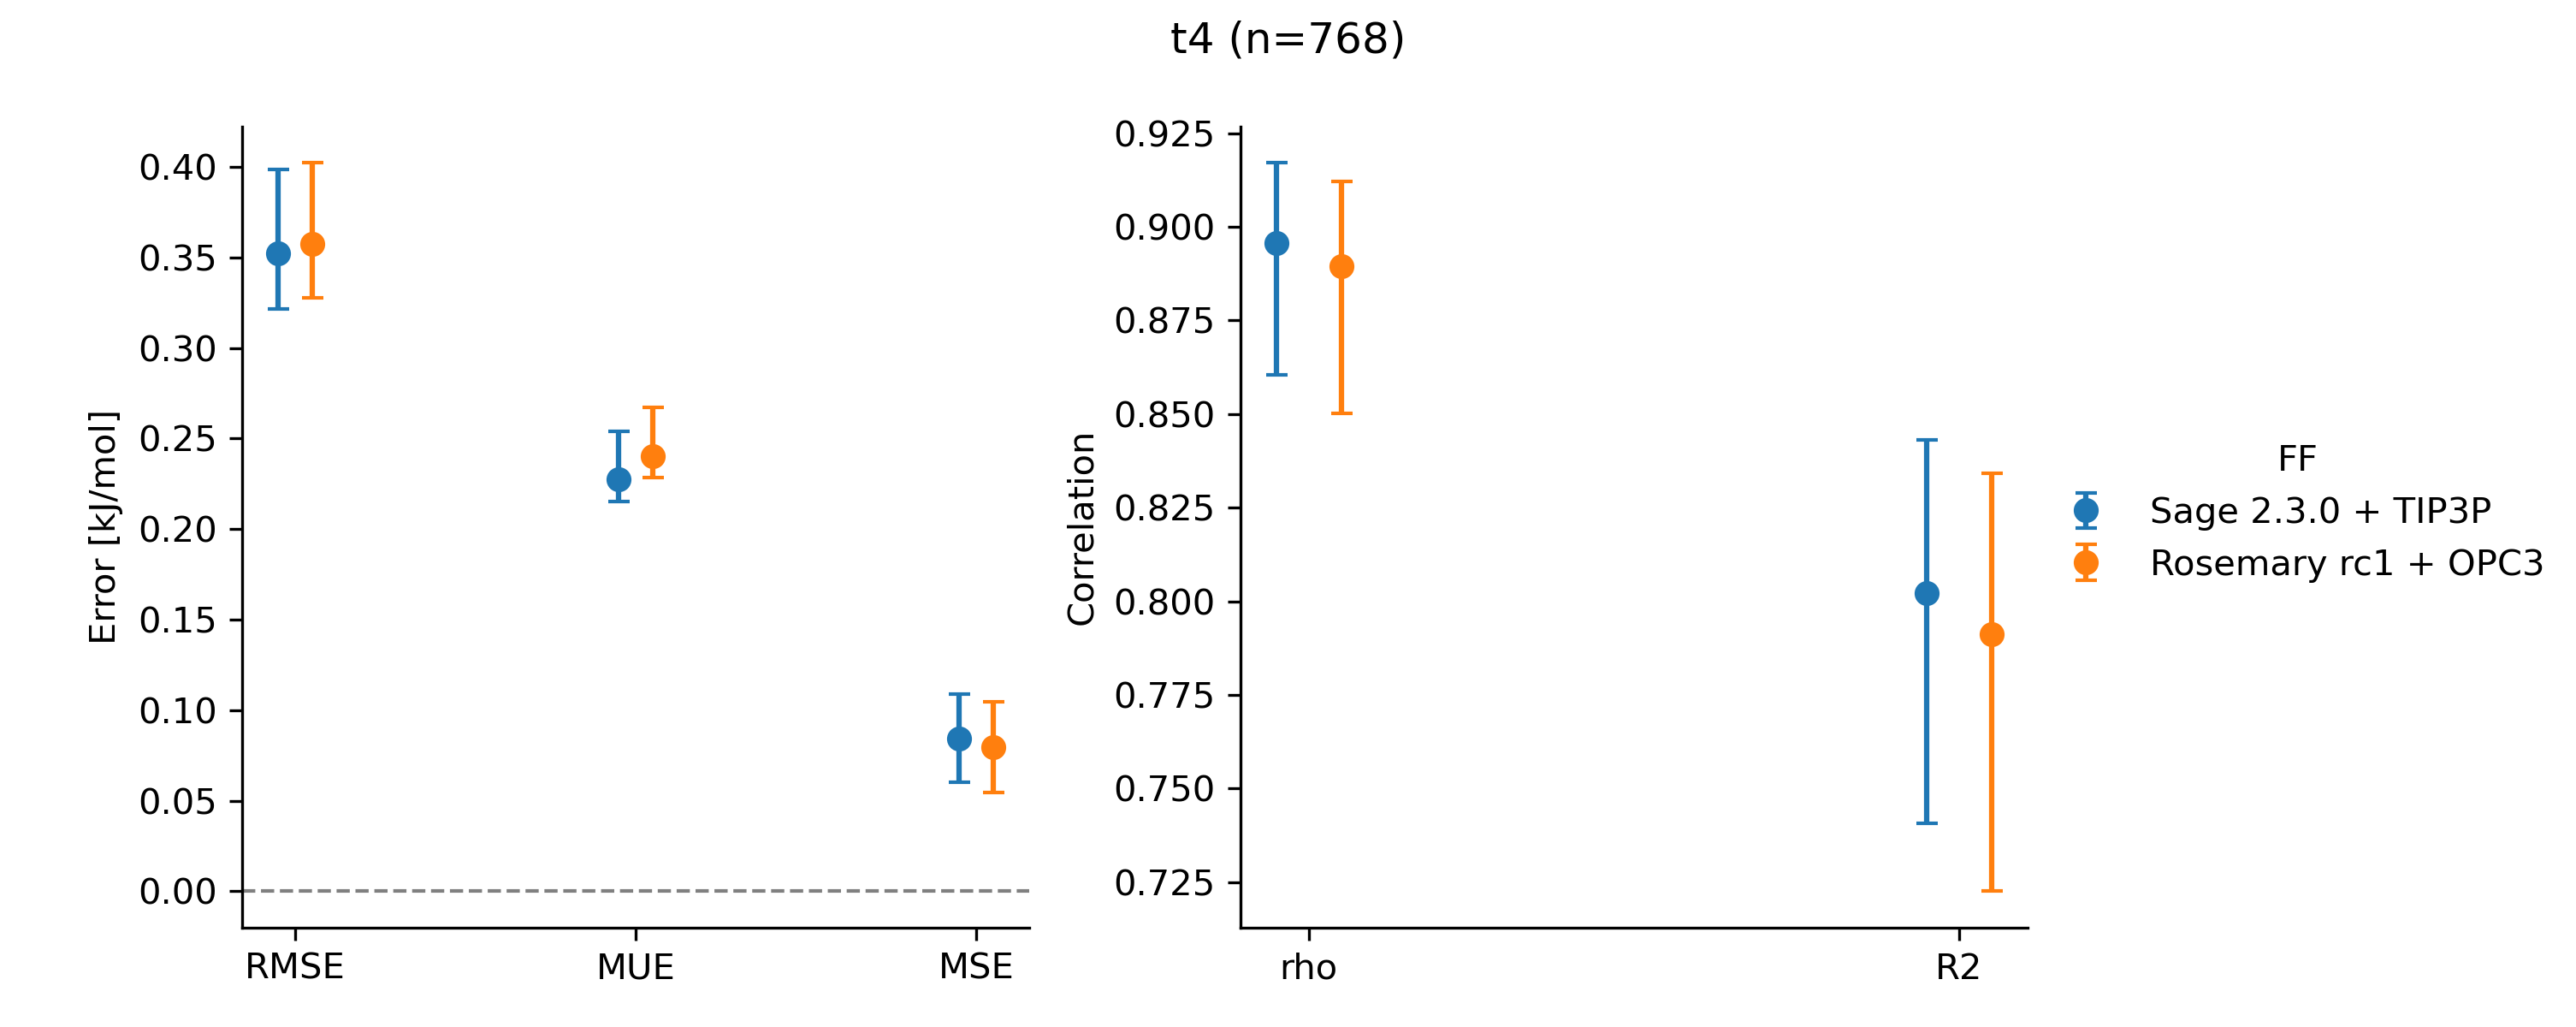 t4 (n=768)
Error [kJ/mol]
0.40
0.35
0.30
0.25
0.20
0.15
0.10
0.05
0.00
RMSE MUE MSE
Correlation
0.925
0.900
0.875
0.850
0.825
0.800
0.775
0.750
0.725
rho R2
FF
Sage 2.3.0 + TIP3P
Rosemary rc1 + OPC3